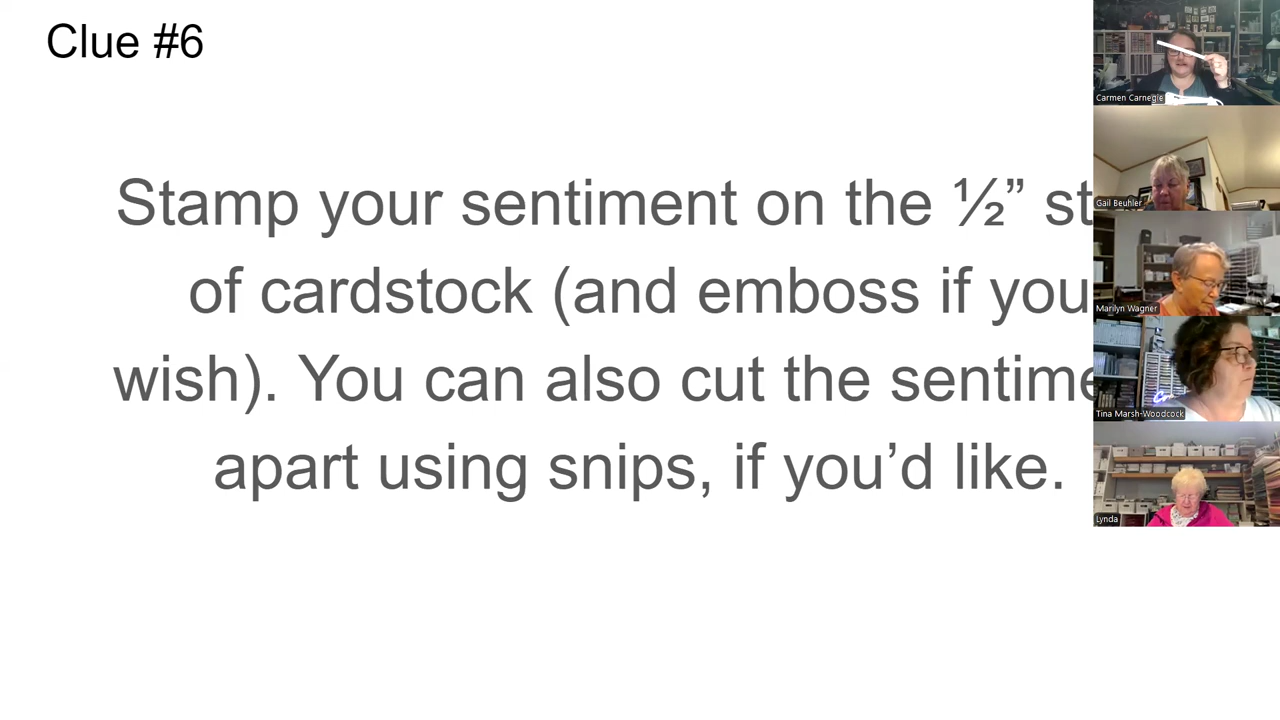 Clue #6
Stamp your sentiment on the ½” st
of cardstock (and emboss if you
wish). You can also cut the sentime
apart using snips, if you’d like.
Carmen Carnegie
Gail Beuhler
Marilyn Wagner
Tina Marsh-Woodcock
Lynda